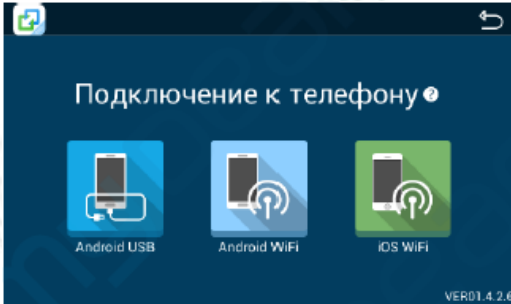 Подключение к телефону
Android USB
Android WiFi
iOS WiFi
VER01.4.2.6